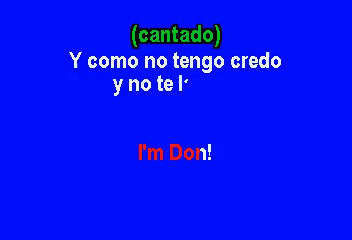 (cantado)
Y como no tengo credo
y no te
I'm Don!